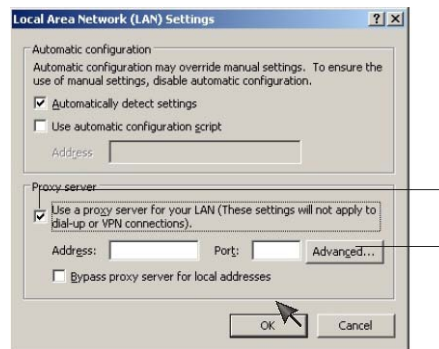 Local Area Network (LAN) Settings
Automatic configuration
Automatic configuration may override manual settings. To ensure the
use of manual settings, disable automatic configuration.
Automatically detect settings
Use automatic configuration script
Address
Proxy server
Use a proxy server for your LAN (These settings will not apply to
dial-up or VPN connections).
Address: Port: Advanced...
Bypass proxy server for local addresses
OK Cancel